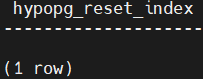 hypopg_reset_index
--------------------
(1 row)